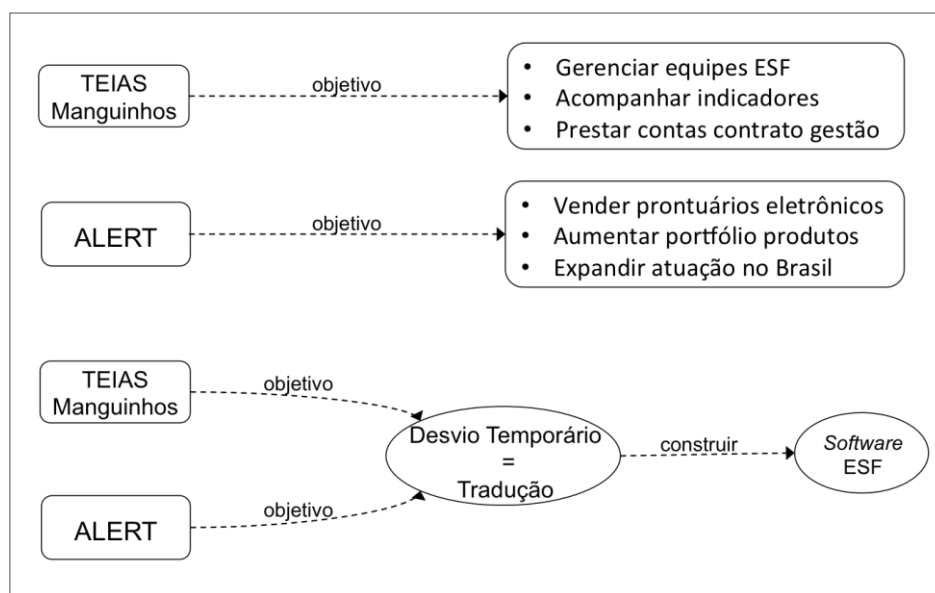 TEIAS
Manguinhos
objetivo
• Gerenciar equipes ESF
• Acompanhar indicadores
• Prestar contas contrato gestão
ALERT
objetivo
• Vender prontuários eletrônicos
• Aumentar portfólio produtos
• Expandir atuação no Brasil
TEIAS
Manguinhos
objetivo
Desvio Temporário
=
Tradução
construir
Software
ESF
ALERT
objetivo